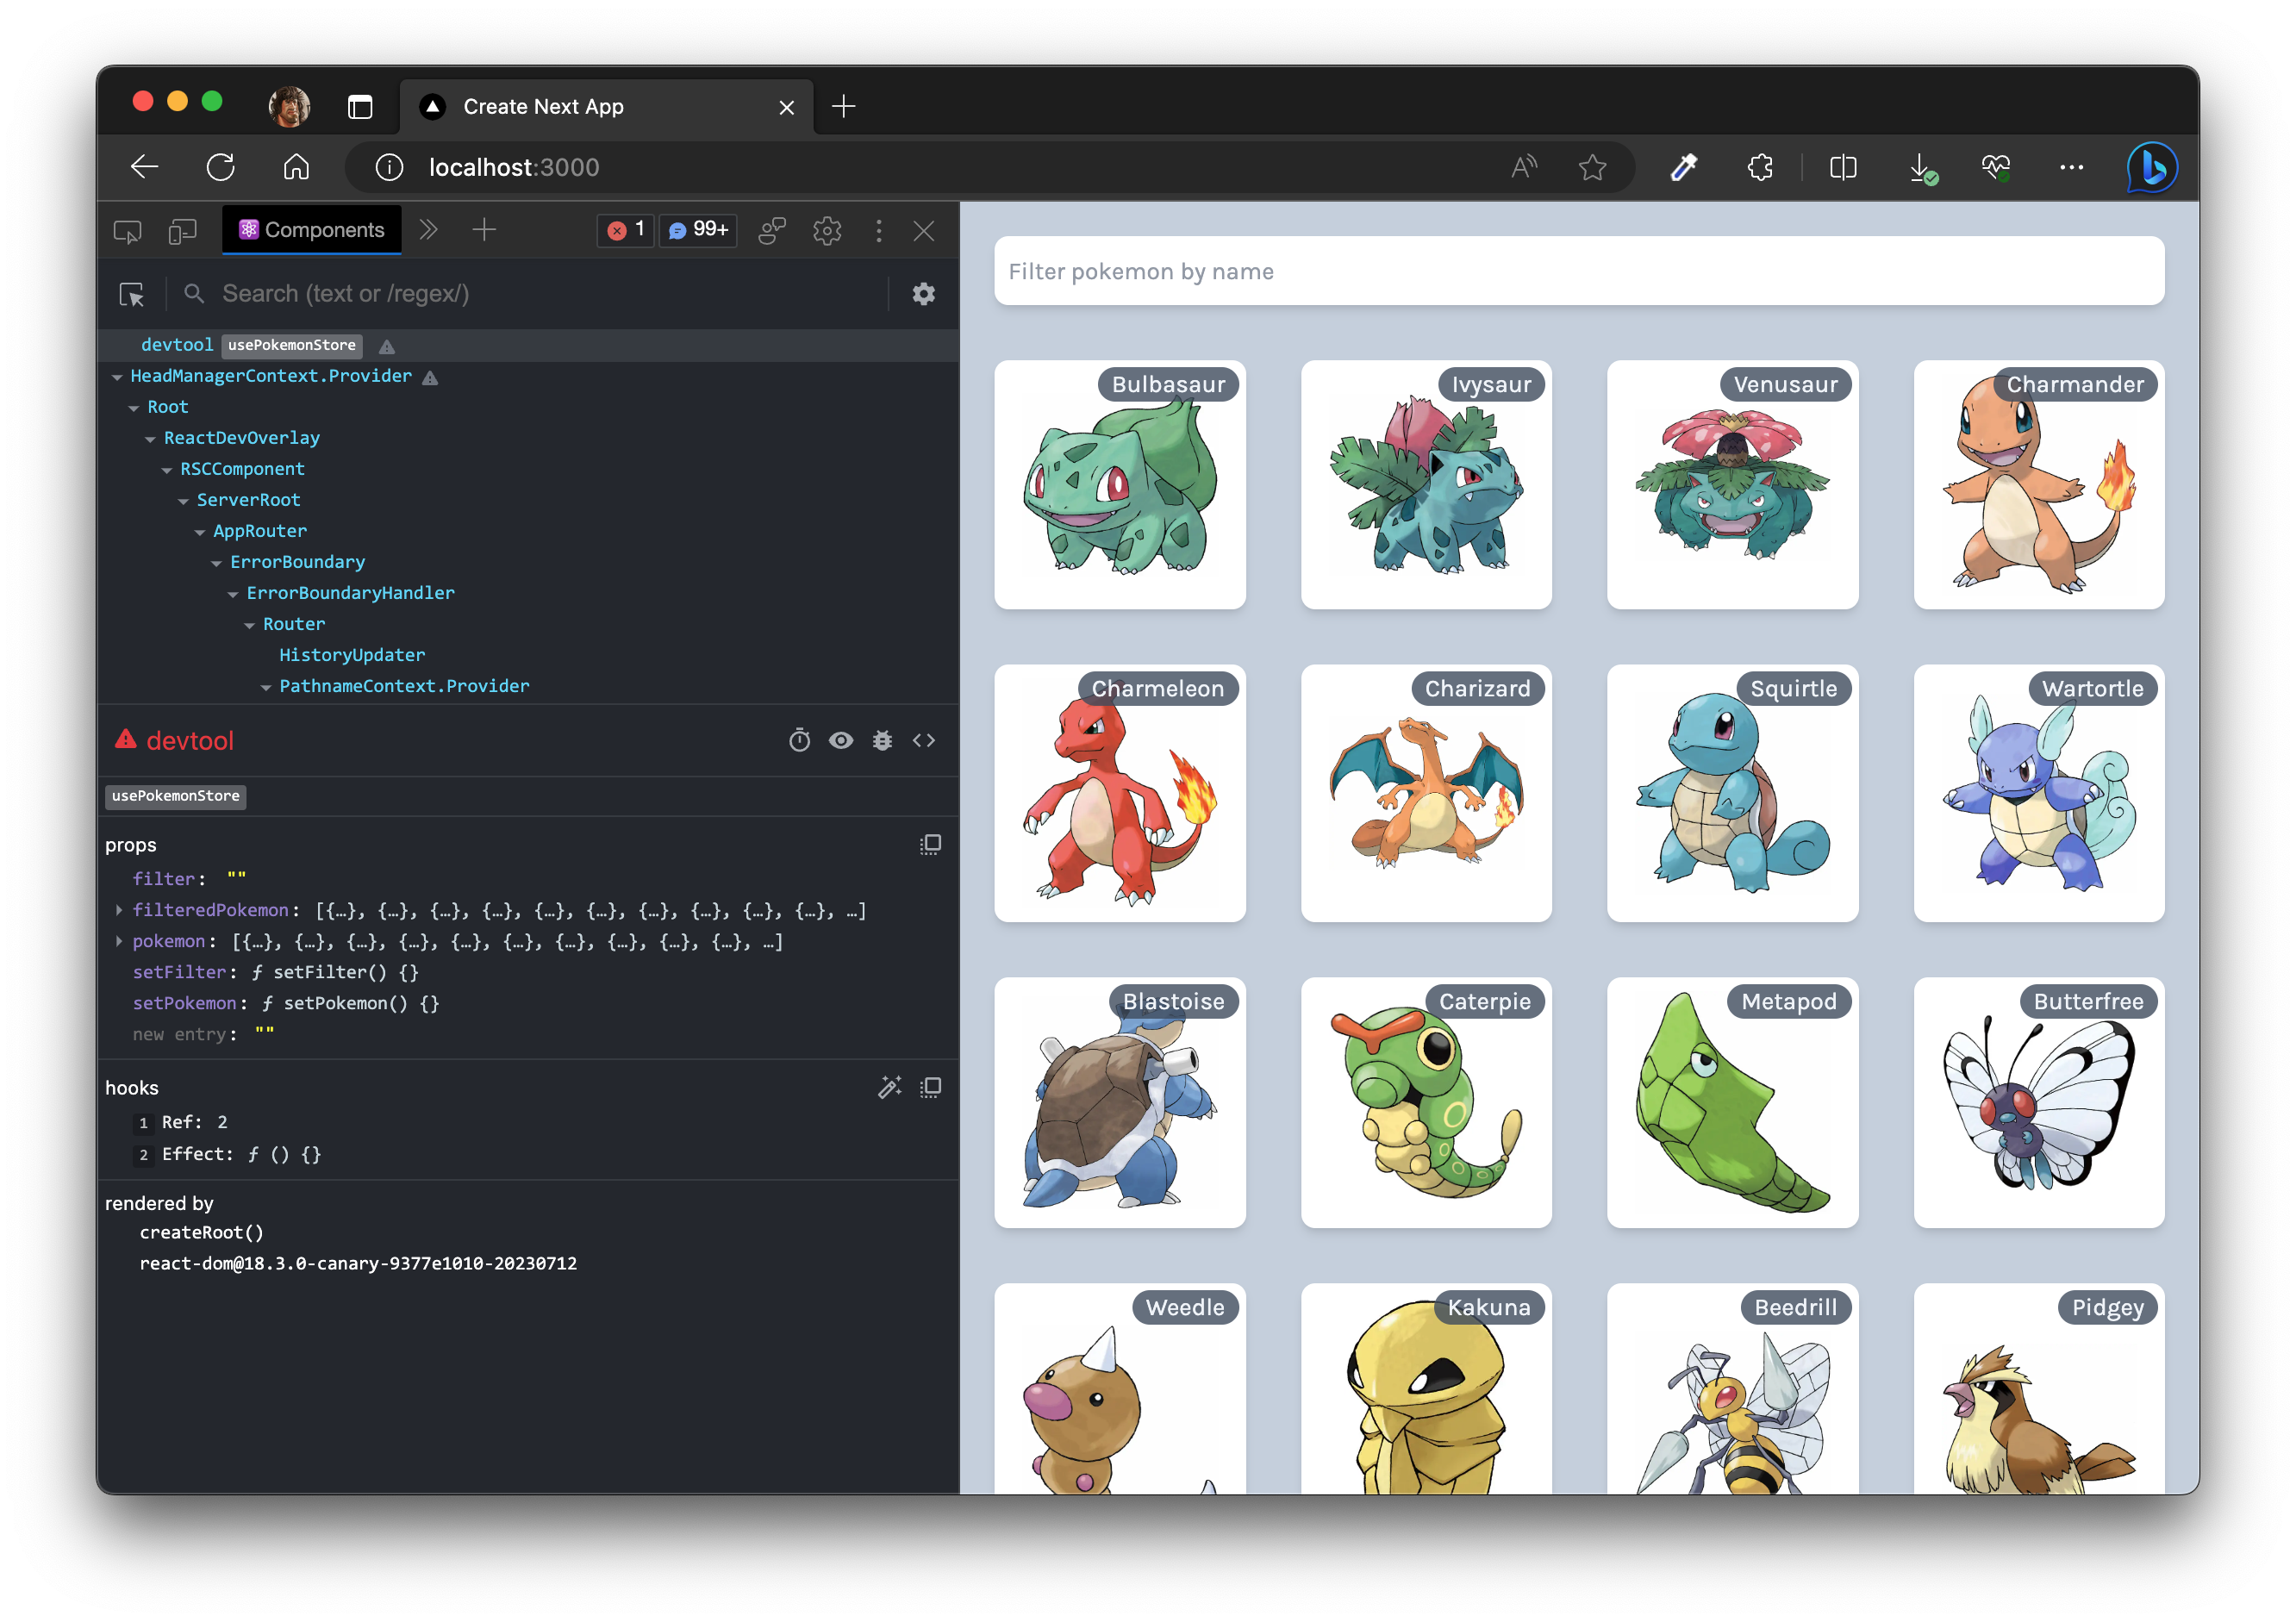 Create Next App
localhost:3000
Components
1
99+
Search (text or /regex/)
devtool usePokemonStore
HeadManagerContext.Provider
Root
ReactDevOverlay
RSCComponent
ServerRoot
AppRouter
ErrorBoundary
ErrorBoundaryHandler
Router
HistoryUpdater
PathnameContext.Provider
devtool
usePokemonStore
props
filter: ""
filteredPokemon: [{…}, {…}, {…}, {…}, {…}, {…}, {…}, {…}, {…}, {…}, …]
pokemon: [{…}, {…}, {…}, {…}, {…}, {…}, {…}, {…}, {…}, {…}, …]
setFilter: ƒ setFilter() {}
setPokemon: ƒ setPokemon() {}
new entry: ""
hooks
1 Ref: 2
2 Effect: ƒ () {}
rendered by
createRoot()
react-dom@18.3.0-canary-9377e1010-20230712
Filter pokemon by name
Bulbasaur
Ivysaur
Venusaur
Charmander
Charmeleon
Charizard
Squirtle
Wartortle
Blastoise
Caterpie
Metapod
Butterfree
Weedle
Kakuna
Beedrill
Pidgey